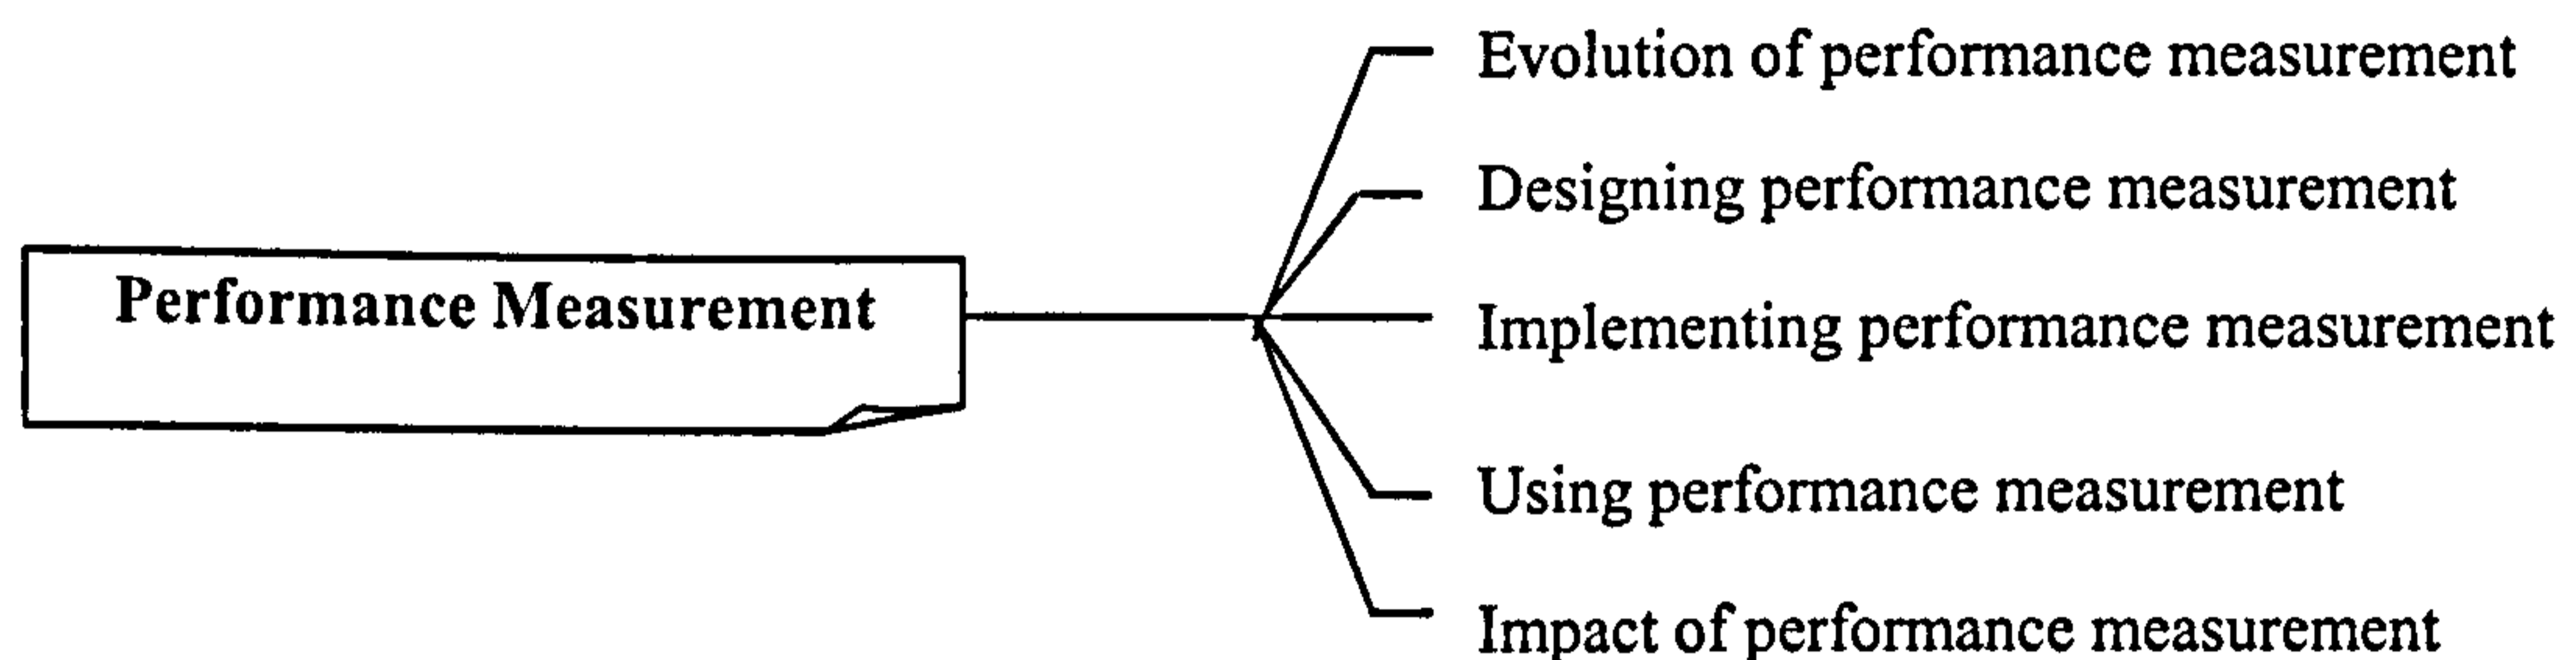 Evolution of performance measurement
Designing performance measurement
Performance Measurement
Implementing performance measurement
Using performance measurement
Impact of performance measurement